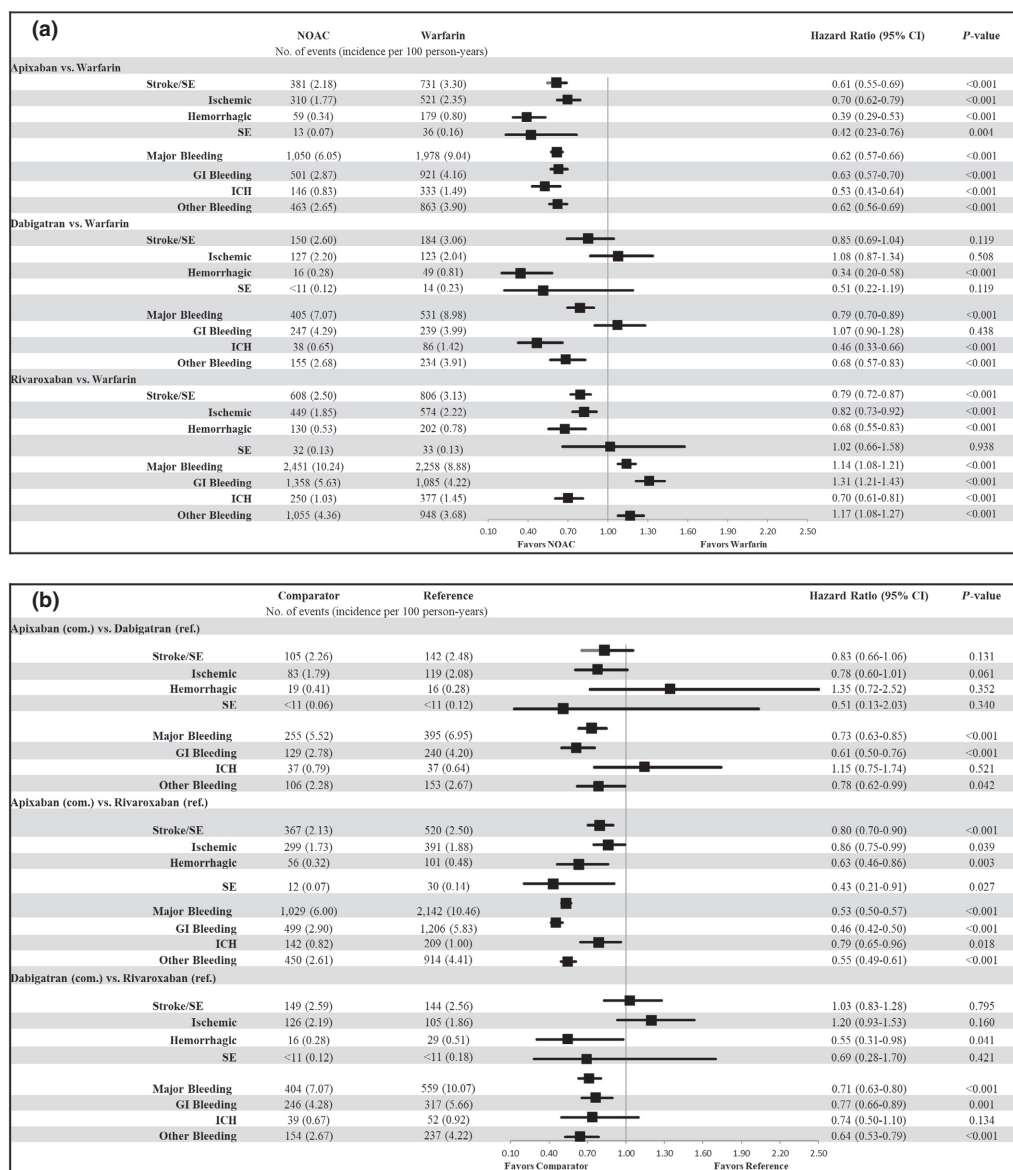 (a)
NOAC Warfarin Hazard Ratio (95% CI) P-value
No. of events (incidence per 100 person-years)
Apixaban vs. Warfarin
Stroke/SE 381 (2.18) 731 (3.30) 0.61 (0.55-0.69) <0.001
Ischemic 310 (1.77) 521 (2.35) 0.70 (0.62-0.79) <0.001
Hemorrhagic 59 (0.34) 179 (0.80) 0.39 (0.29-0.53) <0.001
SE 13 (0.07) 36 (0.16) 0.42 (0.23-0.76) 0.004
Major Bleeding 1,050 (6.05) 1,978 (9.04) 0.62 (0.57-0.66) <0.001
GI Bleeding 501 (2.87) 921 (4.16) 0.63 (0.57-0.70) <0.001
ICH 146 (0.83) 333 (1.49) 0.53 (0.43-0.64) <0.001
Other Bleeding 463 (2.65) 863 (3.90) 0.62 (0.56-0.69) <0.001
Dabigatran vs. Warfarin
Stroke/SE 150 (2.60) 184 (3.06) 0.85 (0.69-1.04) 0.119
Ischemic 127 (2.20) 123 (2.04) 1.08 (0.87-1.34) 0.508
Hemorrhagic 16 (0.28) 49 (0.81) 0.34 (0.20-0.58) <0.001
SE <11 (0.12) 14 (0.23) 0.51 (0.22-1.19) 0.119
Major Bleeding 405 (7.07) 531 (8.98) 0.79 (0.70-0.89) <0.001
GI Bleeding 247 (4.29) 239 (3.99) 1.07 (0.90-1.28) 0.438
ICH 38 (0.65) 86 (1.42) 0.46 (0.33-0.66) <0.001
Other Bleeding 155 (2.68) 234 (3.91) 0.68 (0.57-0.83) <0.001
Rivaroxaban vs. Warfarin
Stroke/SE 608 (2.50) 806 (3.13) 0.79 (0.72-0.87) <0.001
Ischemic 449 (1.85) 574 (2.22) 0.82 (0.73-0.92) <0.001
Hemorrhagic 130 (0.53) 202 (0.78) 0.68 (0.55-0.83) <0.001
SE 32 (0.13) 33 (0.13) 1.02 (0.66-1.58) 0.938
Major Bleeding 2,451 (10.24) 2,258 (8.88) 1.14 (1.08-1.21) <0.001
GI Bleeding 1,358 (5.63) 1,085 (4.22) 1.31 (1.21-1.43) <0.001
ICH 250 (1.03) 377 (1.45) 0.70 (0.61-0.81) <0.001
Other Bleeding 1,055 (4.36) 948 (3.68) 1.17 (1.08-1.27) <0.001
0.10 0.40 0.70 1.00 1.30 1.60 1.90 2.20 2.50
Favors NOAC Favors Warfarin
(b)
Comparator Reference Hazard Ratio (95% CI) P-value
No. of events (incidence per 100 person-years)
Apixaban (com.) vs. Dabigatran (ref.)
Stroke/SE 105 (2.26) 142 (2.48) 0.83 (0.66-1.06) 0.131
Ischemic 83 (1.79) 119 (2.08) 0.78 (0.60-1.01) 0.061
Hemorrhagic 19 (0.41) 16 (0.28) 1.35 (0.72-2.52) 0.352
SE <11 (0.06) <11 (0.12) 0.51 (0.13-2.03) 0.340
Major Bleeding 255 (5.52) 395 (6.95) 0.73 (0.63-0.85) <0.001
GI Bleeding 129 (2.78) 240 (4.20) 0.61 (0.50-0.76) <0.001
ICH 37 (0.79) 37 (0.64) 1.15 (0.75-1.74) 0.521
Other Bleeding 106 (2.28) 153 (2.67) 0.78 (0.62-0.99) 0.042
Apixaban (com.) vs. Rivaroxaban (ref.)
Stroke/SE 367 (2.13) 520 (2.50) 0.80 (0.70-0.90) <0.001
Ischemic 299 (1.73) 391 (1.88) 0.86 (0.75-0.99) 0.039
Hemorrhagic 56 (0.32) 101 (0.48) 0.63 (0.46-0.86) 0.003
SE 12 (0.07) 30 (0.14) 0.43 (0.21-0.91) 0.027
Major Bleeding 1,029 (6.00) 2,142 (10.46) 0.53 (0.50-0.57) <0.001
GI Bleeding 499 (2.90) 1,206 (5.83) 0.46 (0.42-0.50) <0.001
ICH 142 (0.82) 209 (1.00) 0.79 (0.65-0.96) 0.018
Other Bleeding 450 (2.61) 914 (4.41) 0.55 (0.49-0.61) <0.001
Dabigatran (com.) vs. Rivaroxaban (ref.)
Stroke/SE 149 (2.59) 144 (2.56) 1.03 (0.83-1.28) 0.795
Ischemic 126 (2.19) 105 (1.86) 1.20 (0.93-1.53) 0.160
Hemorrhagic 16 (0.28) 29 (0.51) 0.55 (0.31-0.98) 0.041
SE <11 (0.12) <11 (0.18) 0.69 (0.28-1.70) 0.421
Major Bleeding 404 (7.07) 559 (10.07) 0.71 (0.63-0.80) <0.001
GI Bleeding 246 (4.28) 317 (5.66) 0.77 (0.66-0.89) 0.001
ICH 39 (0.67) 52 (0.92) 0.74 (0.50-1.10) 0.134
Other Bleeding 154 (2.67) 237 (4.22) 0.64 (0.53-0.79) <0.001
0.10 0.40 0.70 1.00 1.30 1.60 1.90 2.20 2.50
Favors Comparator Favors Reference